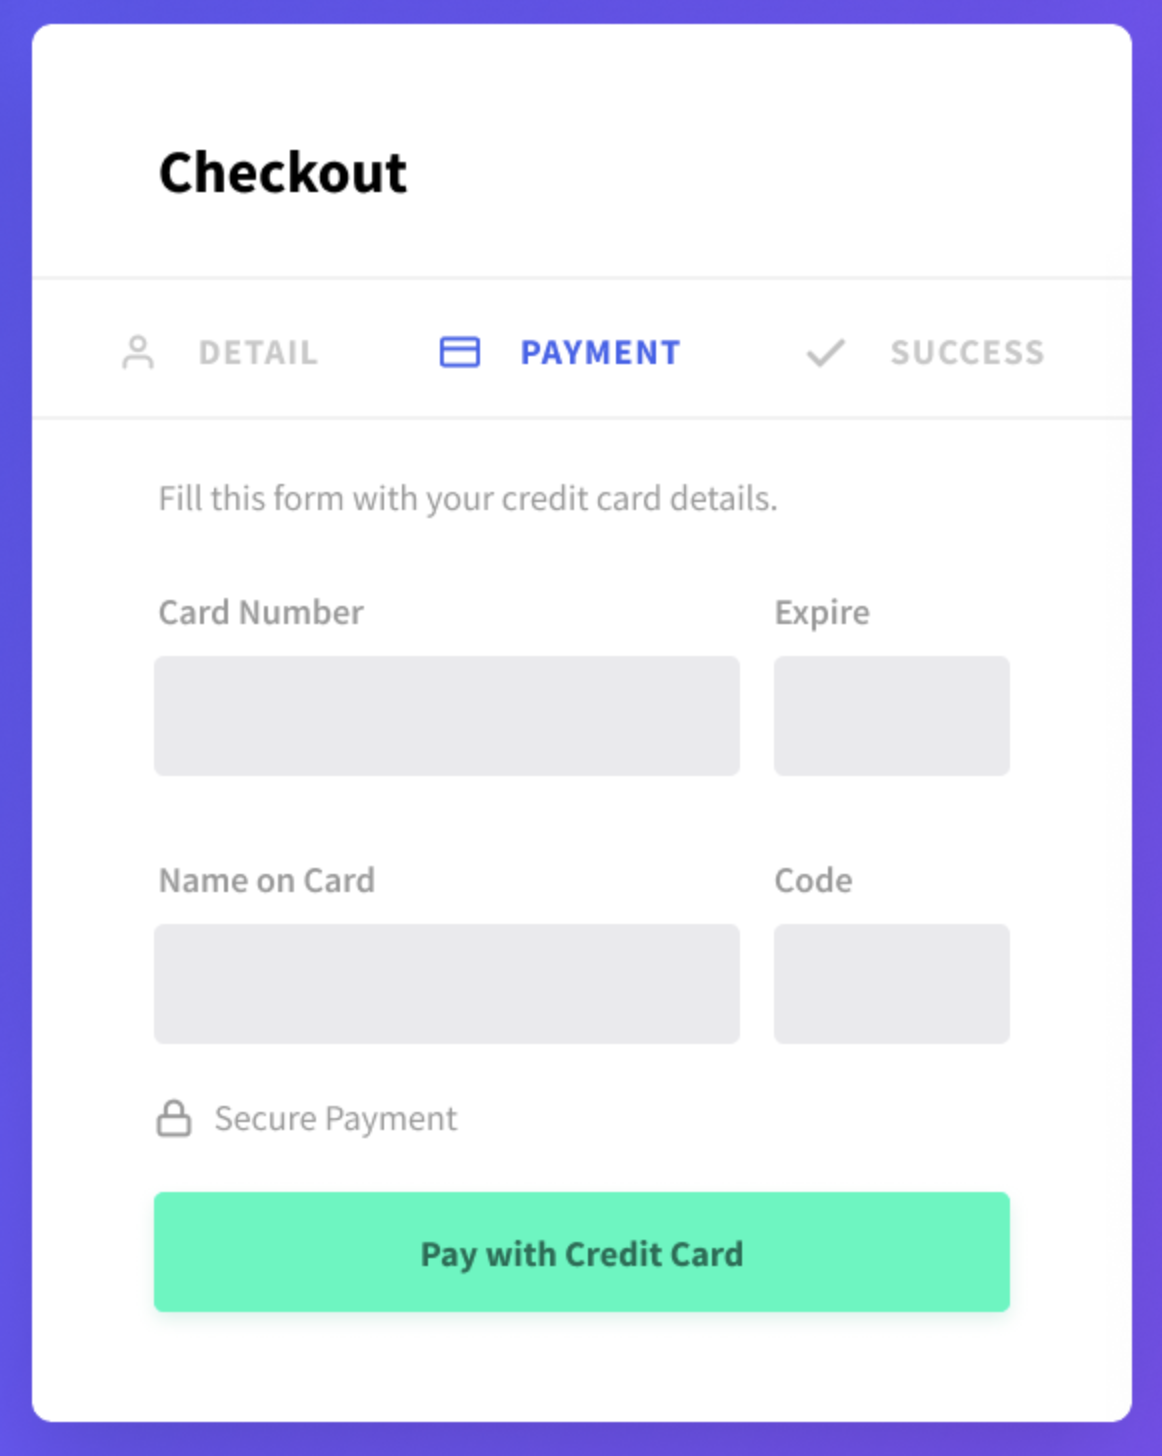 Checkout
DETAIL PAYMENT SUCCESS
Fill this form with your credit card details.
Card Number Expire
Name on Card Code
Secure Payment
Pay with Credit Card